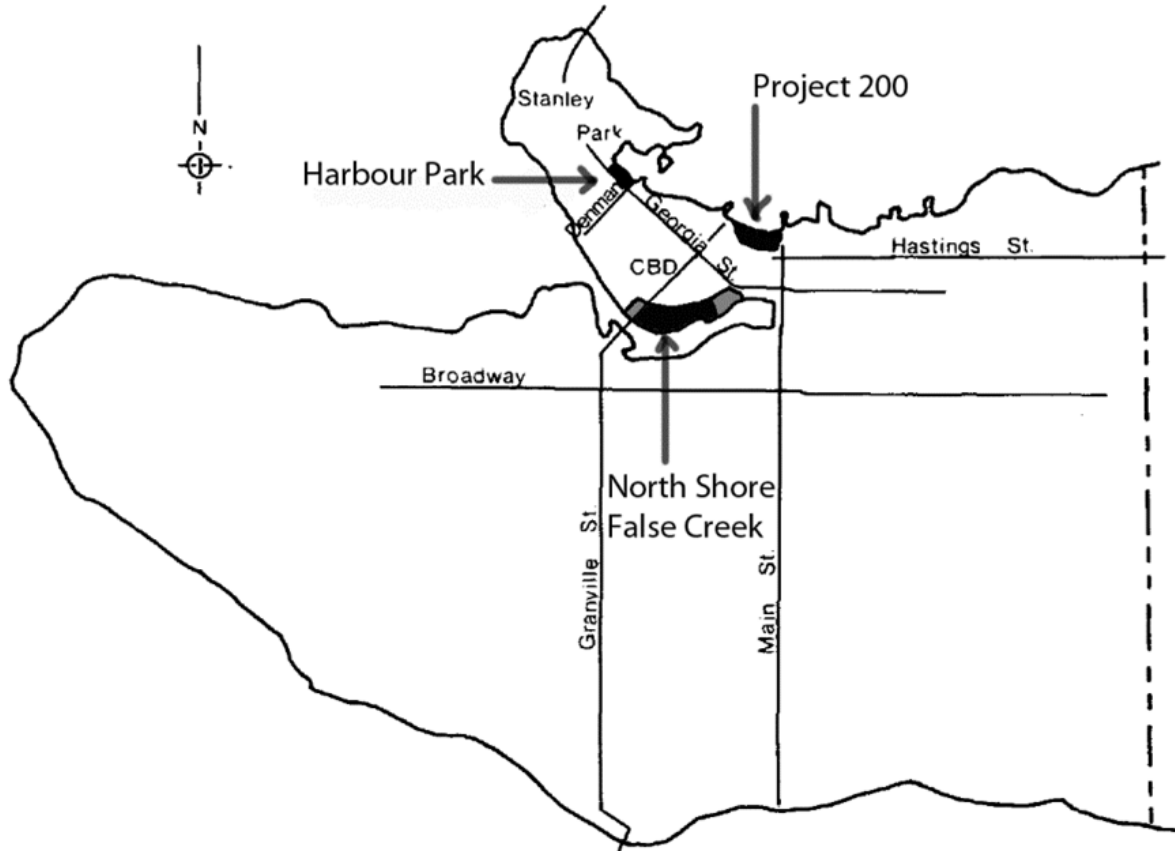 Project 200
Stanley
Park
N
Harbour Park
Denman
Georgia St.
CBD
Hastings St.
Broadway
North Shore
False Creek
Granville St.
Main St.